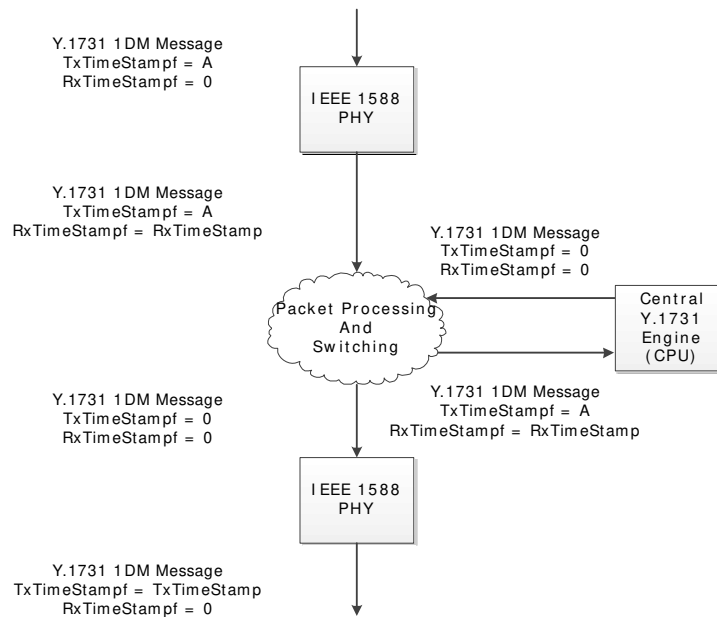 Y.1731 1DM Message
TxTimeStampf = A
RxTimeStampf = 0
IEEE 1588
PHY
Y.1731 1DM Message
TxTimeStampf = A
RxTimeStampf = RxTimeStamp
Y.1731 1DM Message
TxTimeStampf = 0
RxTimeStampf = 0
Packet Processing
And
Switching
Central
Y.1731
Engine
(CPU)
Y.1731 1DM Message
TxTimeStampf = 0
RxTimeStampf = 0
Y.1731 1DM Message
TxTimeStampf = A
RxTimeStampf = RxTimeStamp
IEEE 1588
PHY
Y.1731 1DM Message
TxTimeStampf = TxTimeStamp
RxTimeStampf = 0